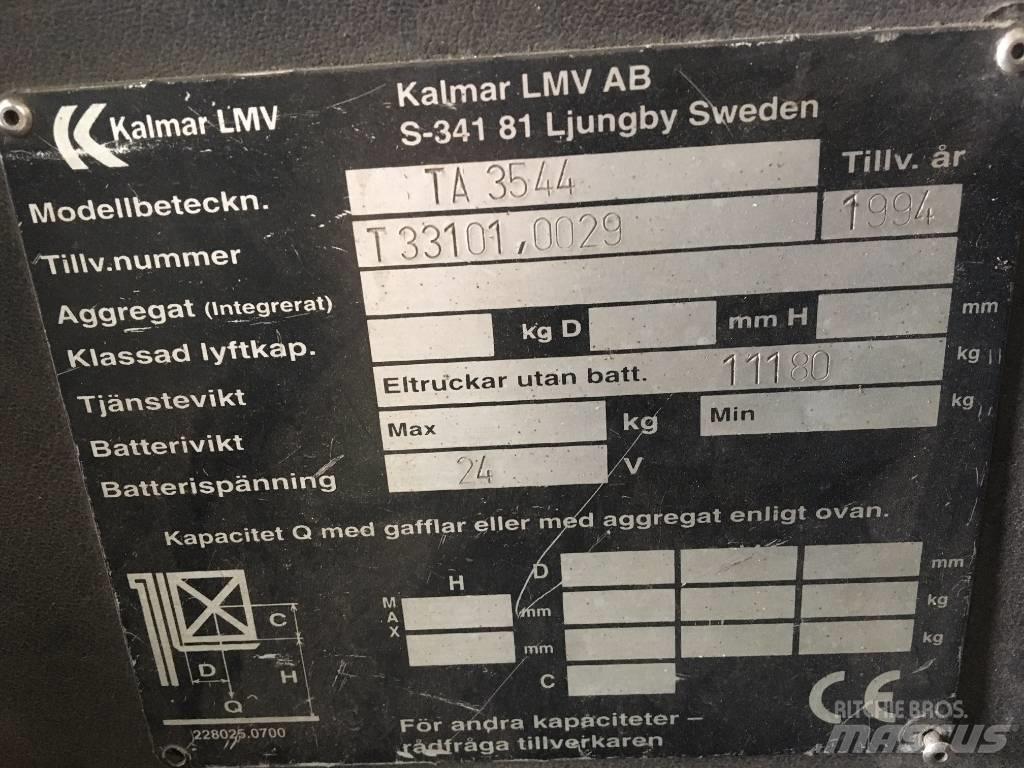 Kalmar LMV
Kalmar LMV AB
S-341 81 Ljungby Sweden
Modellbeteckn. TA 3544 Tillv. år
Tillv.nummer T33101,0029 1994
Aggregat (Integrerat)
Klassad lyftkap. kg D mm H mm
Tjänstevikt Eltruckar utan batt. 11180 kg
Batterivikt Max kg Min kg
Batterispänning 24 V
Kapacitet Q med gafflar eller med aggregat enligt ovan.
H D mm
MAX mm kg
mm kg
C
C
D H
Q
228025.0700
För andra kapaciteter –
rådfråga tillverkaren
CE
RITCHIE BROS.
MASCUS